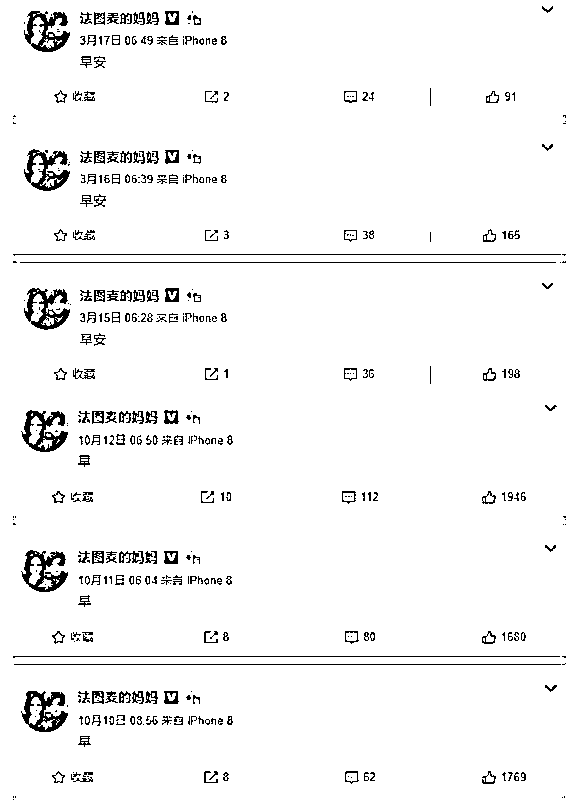 法图麦的妈妈 V
3月17日 06:49 来自 iPhone 8
早安
收藏 2 24 91
法图麦的妈妈 V
3月16日 06:39 来自 iPhone 8
早安
收藏 3 38 165
法图麦的妈妈 V
3月15日 06:28 来自 iPhone 8
早安
收藏 1 36 198
法图麦的妈妈 V
10月12日 06:50 来自 iPhone 8
早
收藏 10 112 1946
法图麦的妈妈 V
10月11日 06:04 来自 iPhone 8
早
收藏 8 80 1680
法图麦的妈妈 V
10月10日 08:56 来自 iPhone 8
早
收藏 8 62 1769